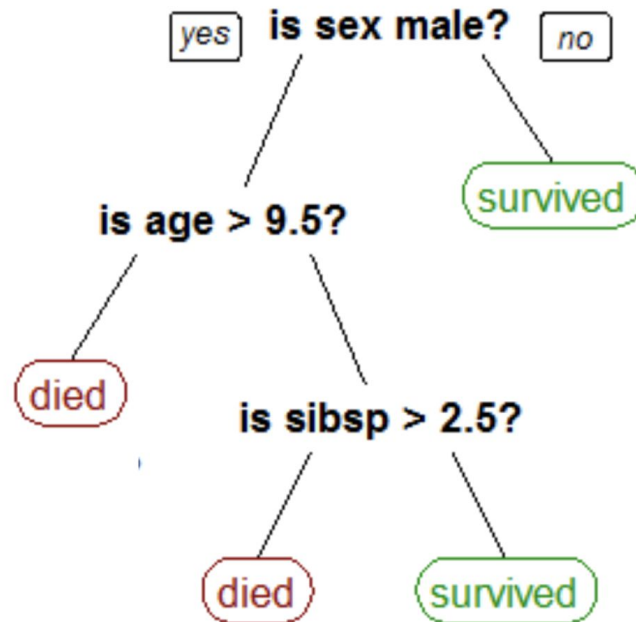 yes is sex male? no
survived
is age > 9.5?
died
is sibsp > 2.5?
died survived